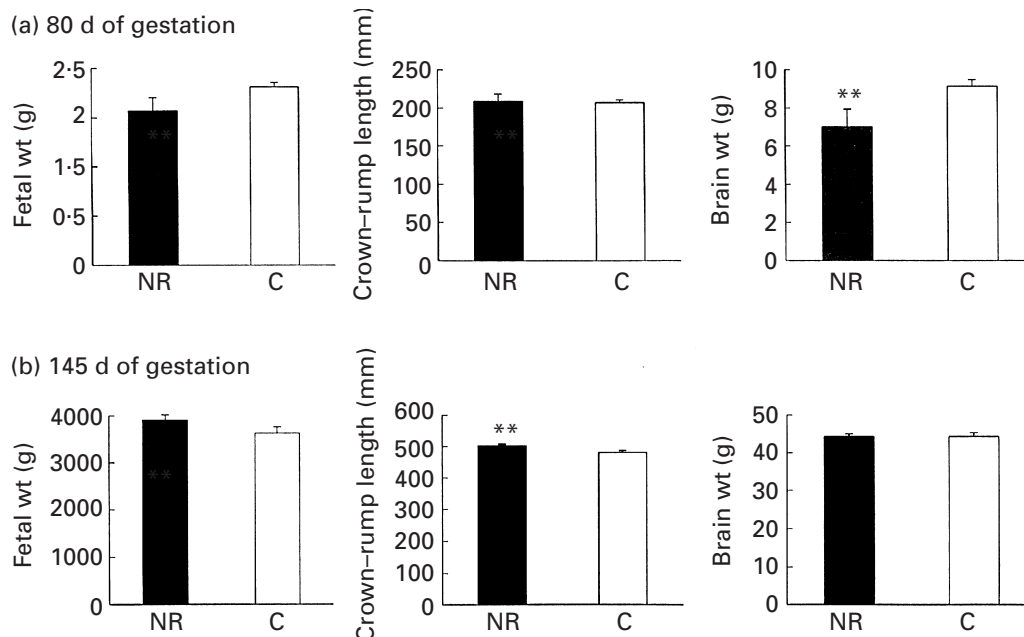 (a) 80 d of gestation
Fetal wt (g)
2·5
2
1·5
0·5
0
**
NR
C
Crown–rump length (mm)
250
200
150
100
50
0
**
NR
C
Brain wt (g)
10
8
6
4
2
0
**
NR
C
(b) 145 d of gestation
Fetal wt (g)
4000
3000
2000
1000
0
**
NR
C
Crown–rump length (mm)
600
500
400
300
200
100
0
**
NR
C
Brain wt (g)
50
40
30
20
10
0
NR
C